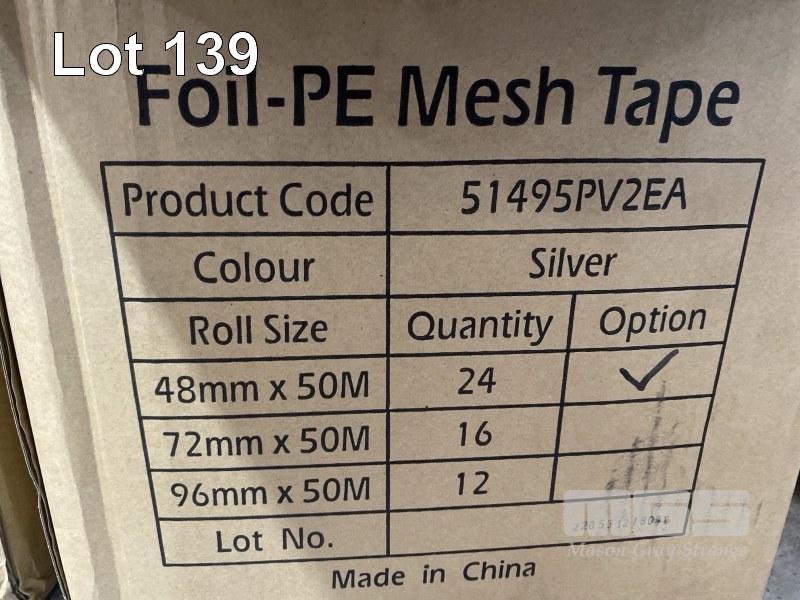 Lot 139
Foil-PE Mesh Tape
Product Code 51495PV2EA
Colour Silver
Roll Size Quantity Option
48mm x 50M 24 ✓
72mm x 50M 16
96mm x 50M 12
MGS
Lot No.
Mason Gray Strange
Made in China